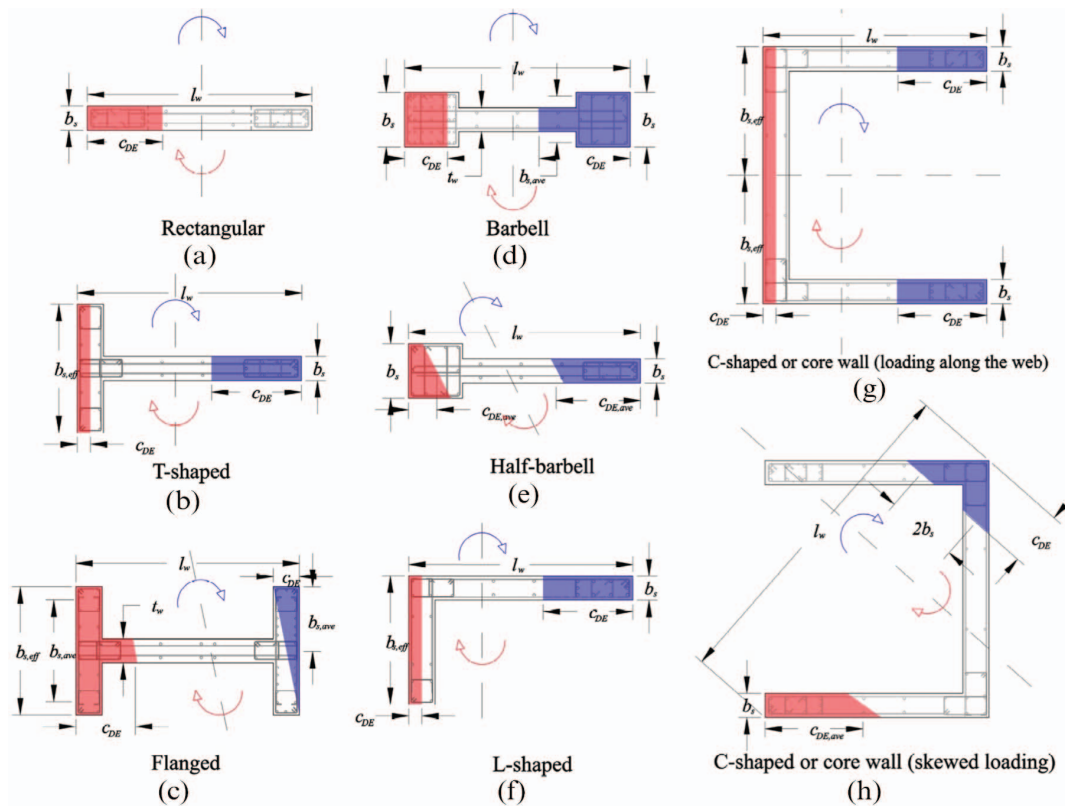 l_w
b_s
c_DE
Rectangular
(a)
l_w
b_s
b_s
c_DE
c_DE
t_w
b_s,ave
Barbell
(d)
l_w
b_s
b_s,eff
b_s,eff
c_DE
b_s
c_DE
c_DE
C-shaped or core wall (loading along the web)
(g)
l_w
b_s,eff
b_s
c_DE
c_DE
T-shaped
(b)
l_w
b_s
b_s
c_DE,ave
c_DE,ave
Half-barbell
(e)
l_w
c_DE
t_w
b_s,eff
b_s,ave
b_s,ave
c_DE
Flanged
(c)
l_w
b_s
b_s,eff
c_DE
c_DE
L-shaped
(f)
l_w
2b_s
c_DE
b_s
c_DE,ave
C-shaped or core wall (skewed loading)
(h)